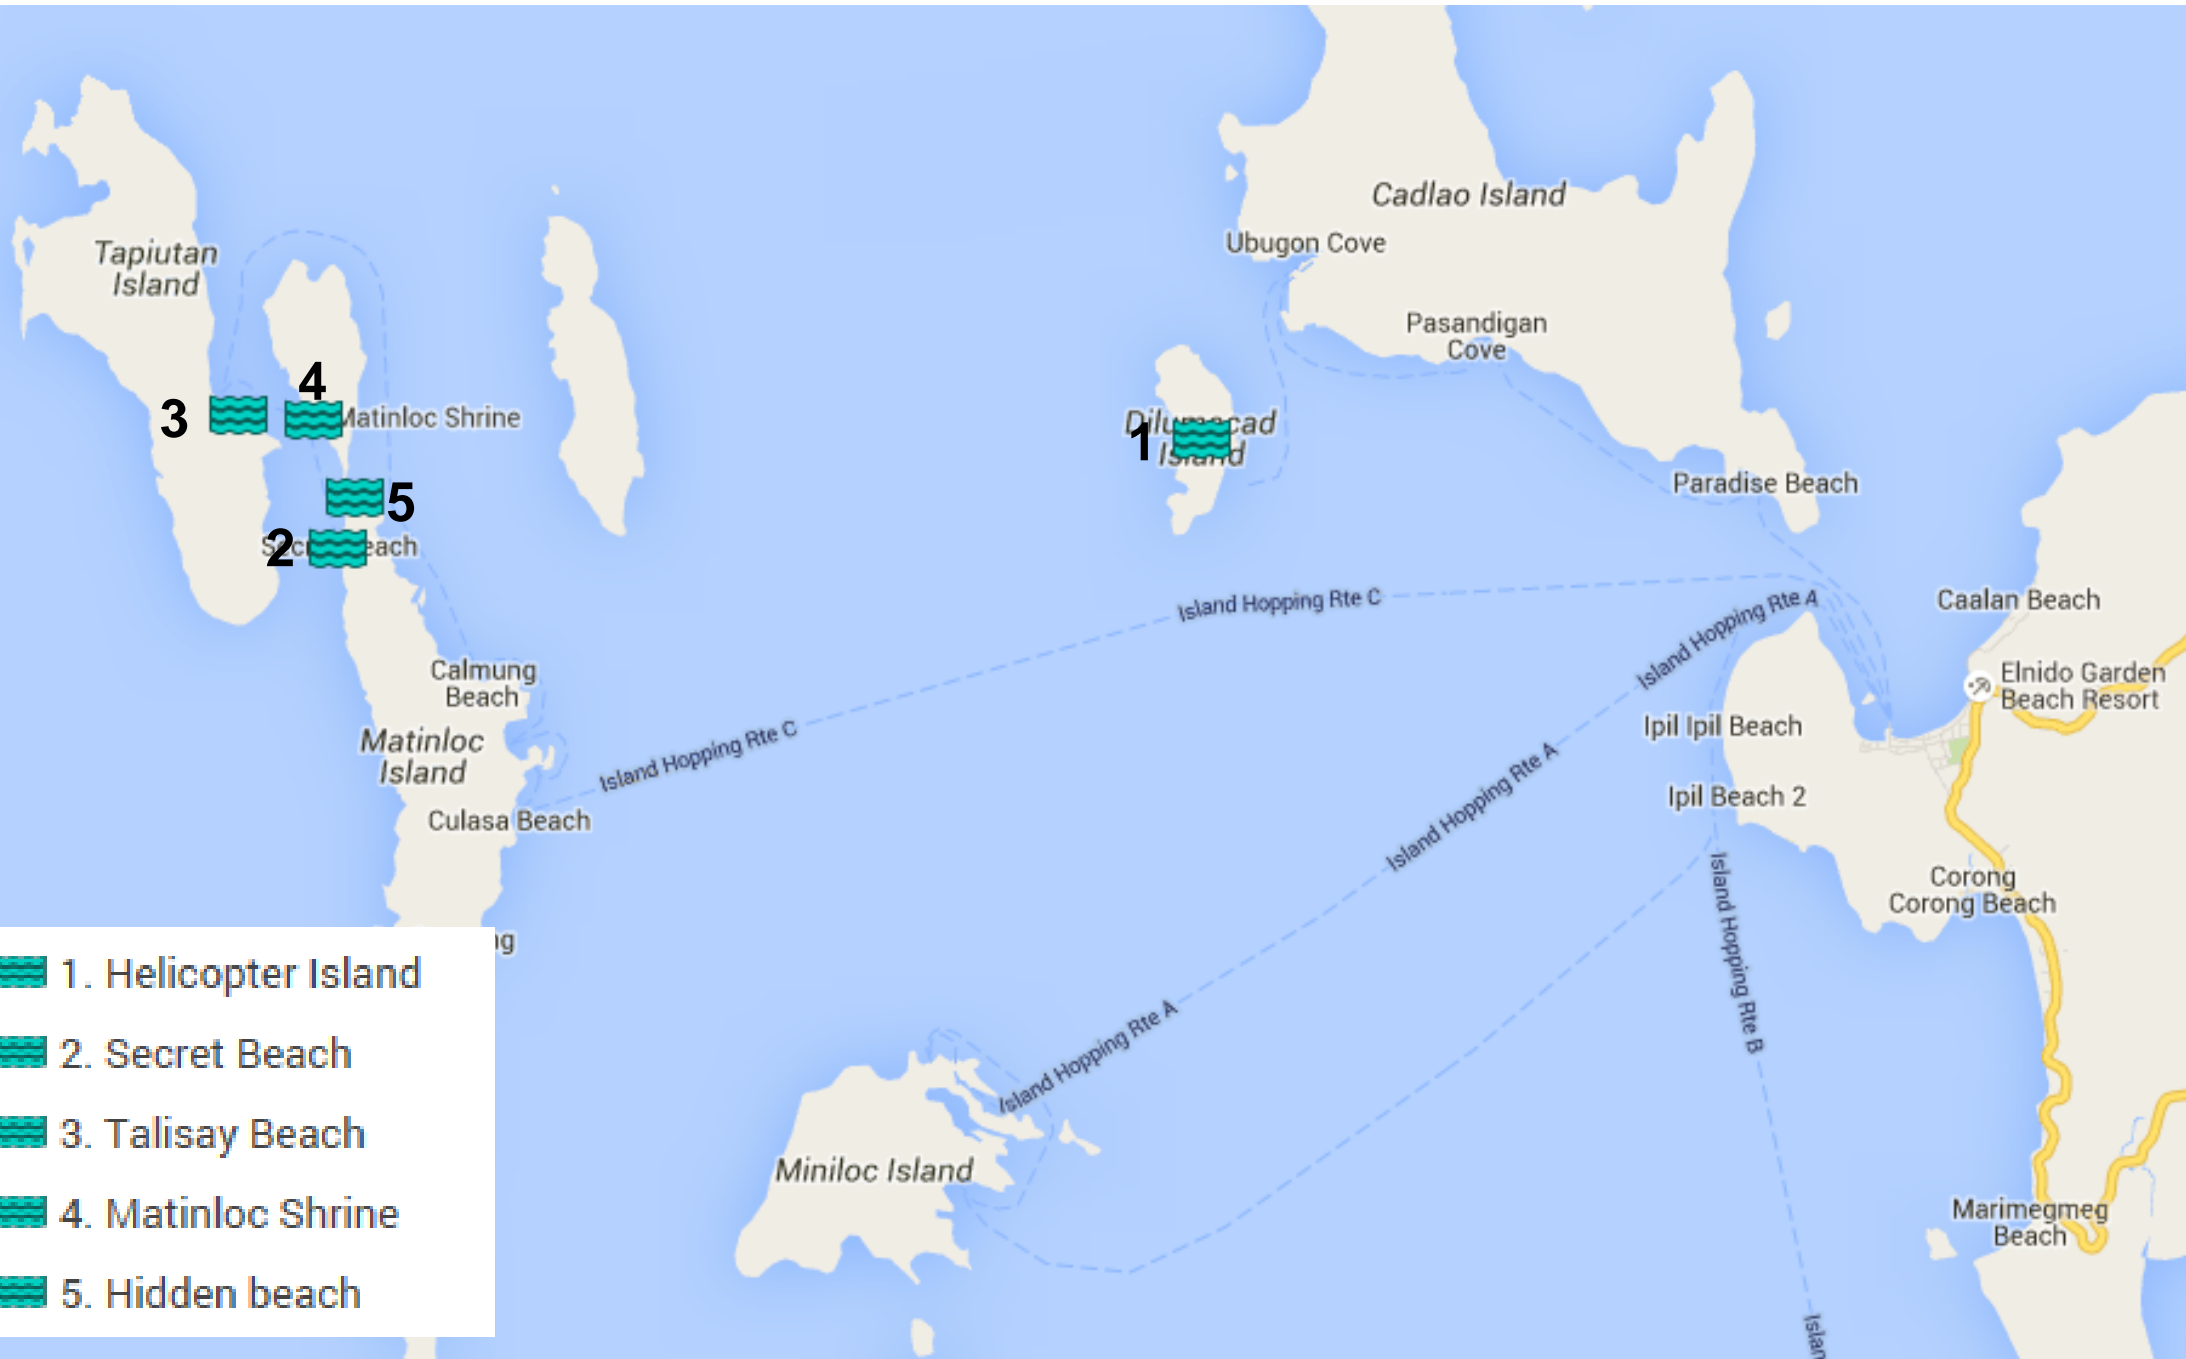 Cadlao Island
Ubugon Cove
Tapiutan
Island
Pasandigan
Cove
4
3
Matinloc Shrine
1
Island
Paradise Beach
5
2
Island Hopping Rte C
Island Hopping Rte A
Caalan Beach
Calmung
Beach
Elnido Garden
Beach Resort
Ipil Ipil Beach
Matinloc
Island
Island Hopping Rte C
Island Hopping Rte A
Ipil Beach 2
Culasa Beach
Corong
Corong Beach
Island Hopping Rte B
Island Hopping Rte A
Miniloc Island
Marimegmeg
Beach
1. Helicopter Island
2. Secret Beach
3. Talisay Beach
4. Matinloc Shrine
5. Hidden beach